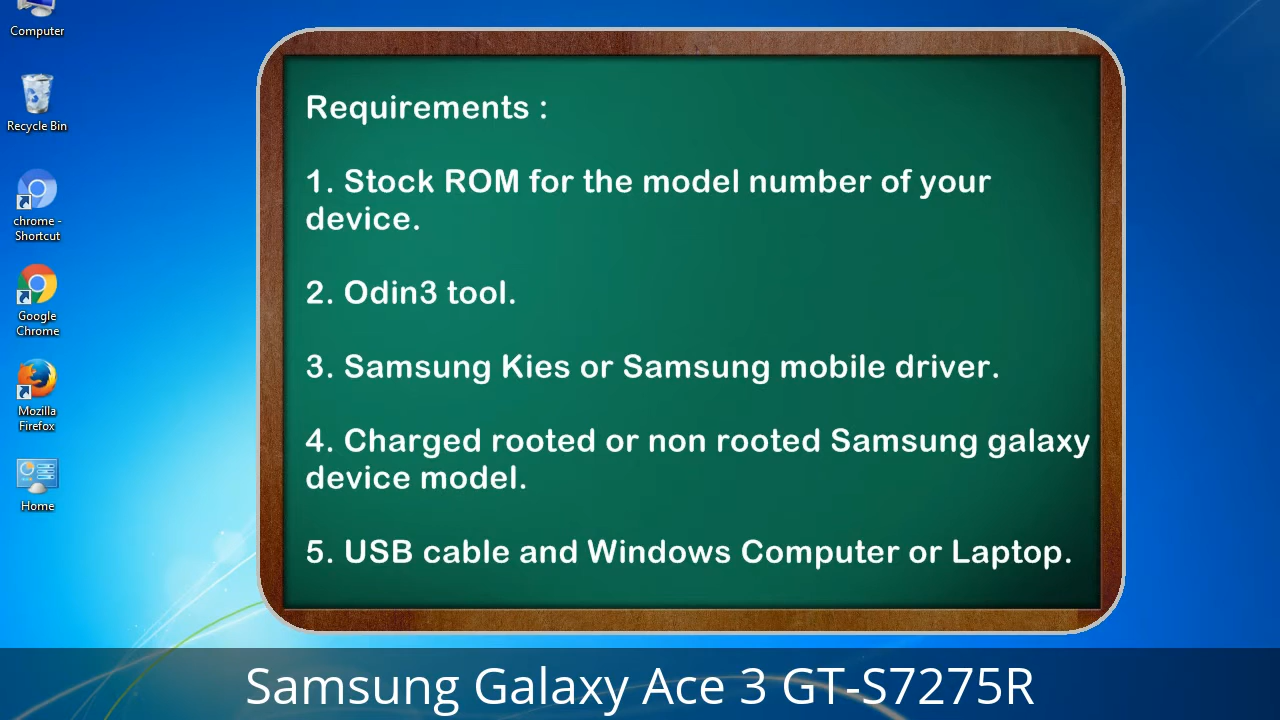 Computer
Recycle Bin
chrome -
Shortcut
Google
Chrome
Mozilla
Firefox
Home
Requirements :
1. Stock ROM for the model number of your
device.
2. Odin3 tool.
3. Samsung Kies or Samsung mobile driver.
4. Charged rooted or non rooted Samsung galaxy
device model.
5. USB cable and Windows Computer or Laptop.
Samsung Galaxy Ace 3 GT-S7275R